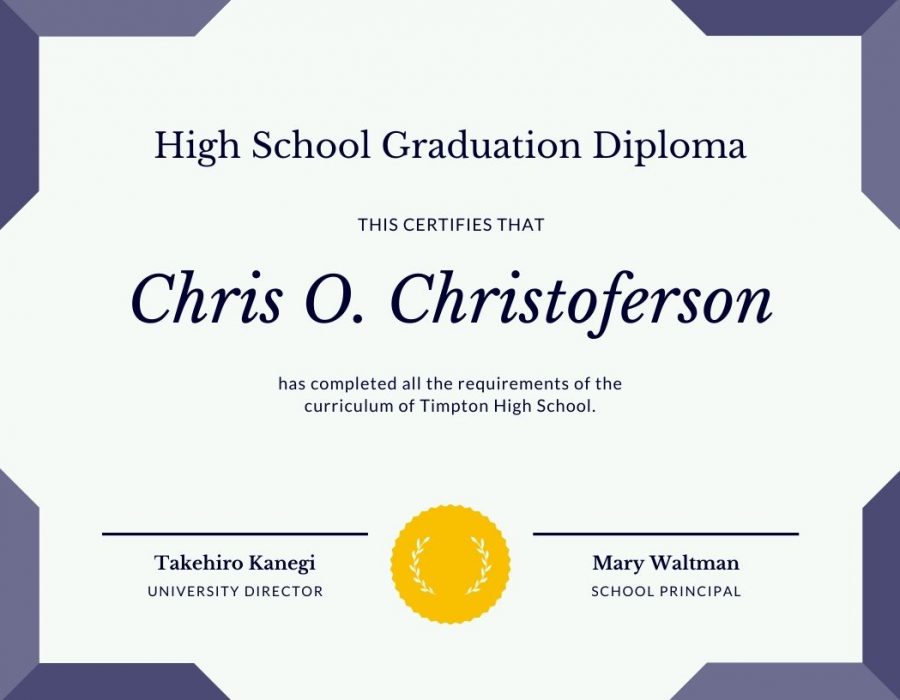 High School Graduation Diploma
THIS CERTIFIES THAT
Chris O. Christoferson
has completed all the requirements of the
curriculum of Timpton High School.
Takehiro Kanegi
UNIVERSITY DIRECTOR
Mary Waltman
SCHOOL PRINCIPAL